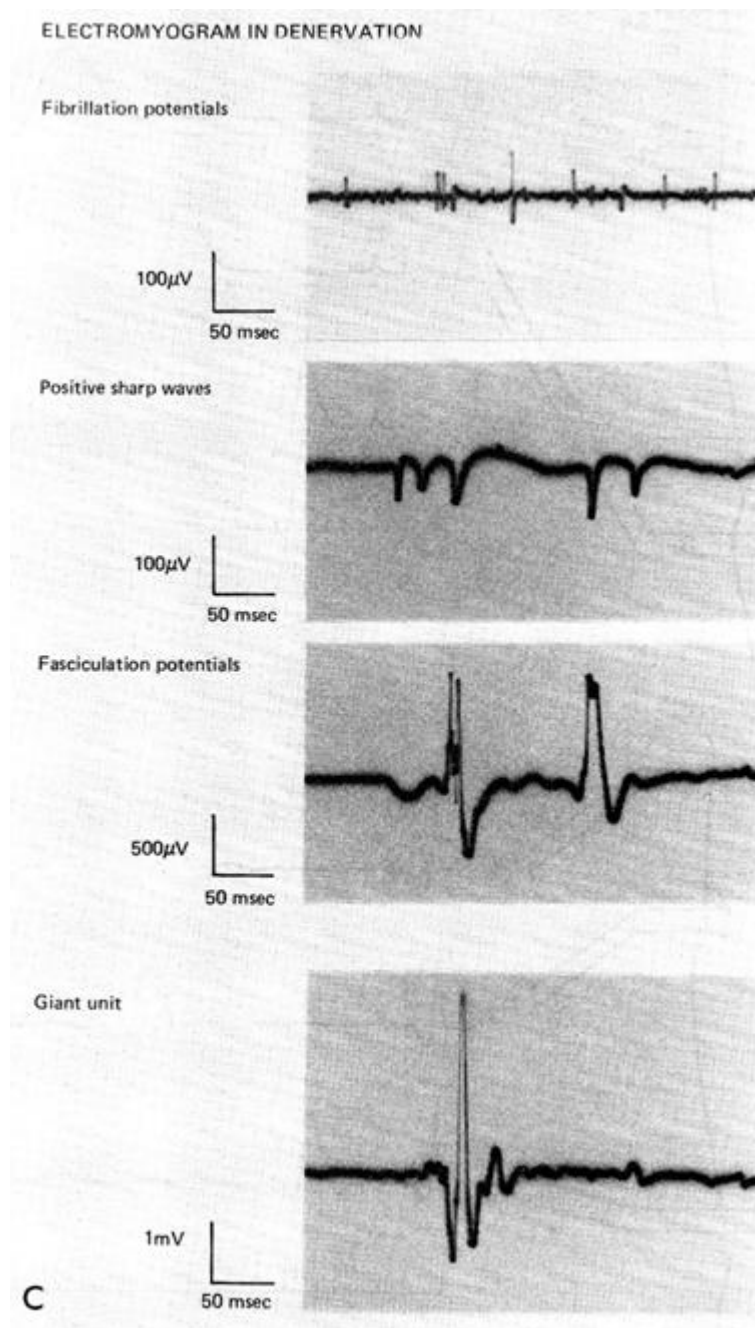 ELECTROMYOGRAM IN DENERVATION
Fibrillation potentials
100μV
50 msec
Positive sharp waves
100μV
50 msec
Fasciculation potentials
500μV
50 msec
Giant unit
1mV
50 msec
C